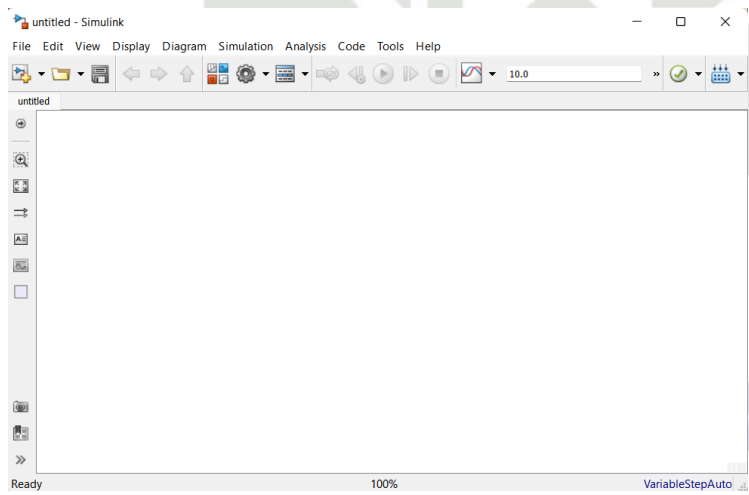 untitled - Simulink
File Edit View Display Diagram Simulation Analysis Code Tools Help
10.0 »
untitled
A
»
Ready 100% VariableStepAuto